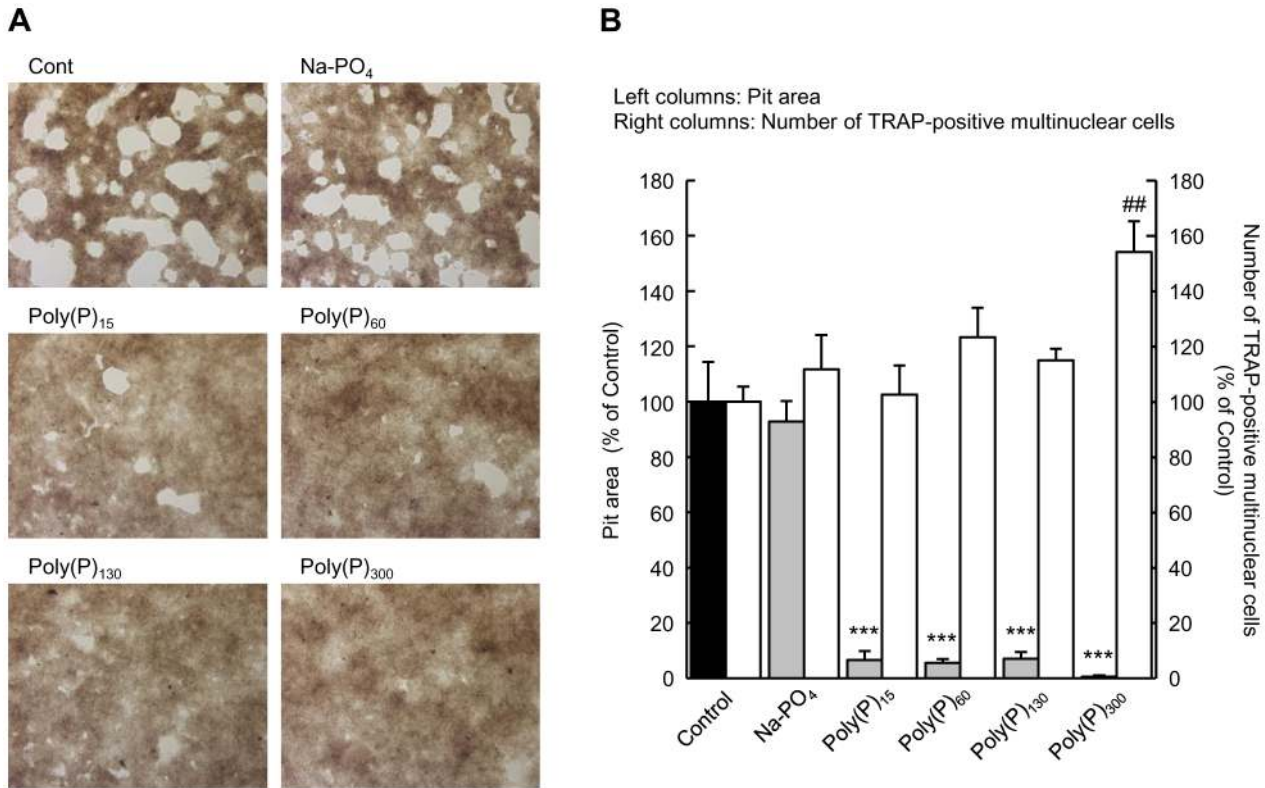 A
Cont
Na-PO₄
Poly(P)₁₅
Poly(P)₆₀
Poly(P)₁₃₀
Poly(P)₃₀₀
B
Left columns: Pit area
Right columns: Number of TRAP-positive multinuclear cells
Pit area (% of Control)
180
160
140
120
100
80
60
40
20
0
***
***
***
***
##
180
160
140
120
100
80
60
40
20
0
Number of TRAP-positive multinuclear cells
(% of Control)
Control
Na-PO₄
Poly(P)₁₅
Poly(P)₆₀
Poly(P)₁₃₀
Poly(P)₃₀₀